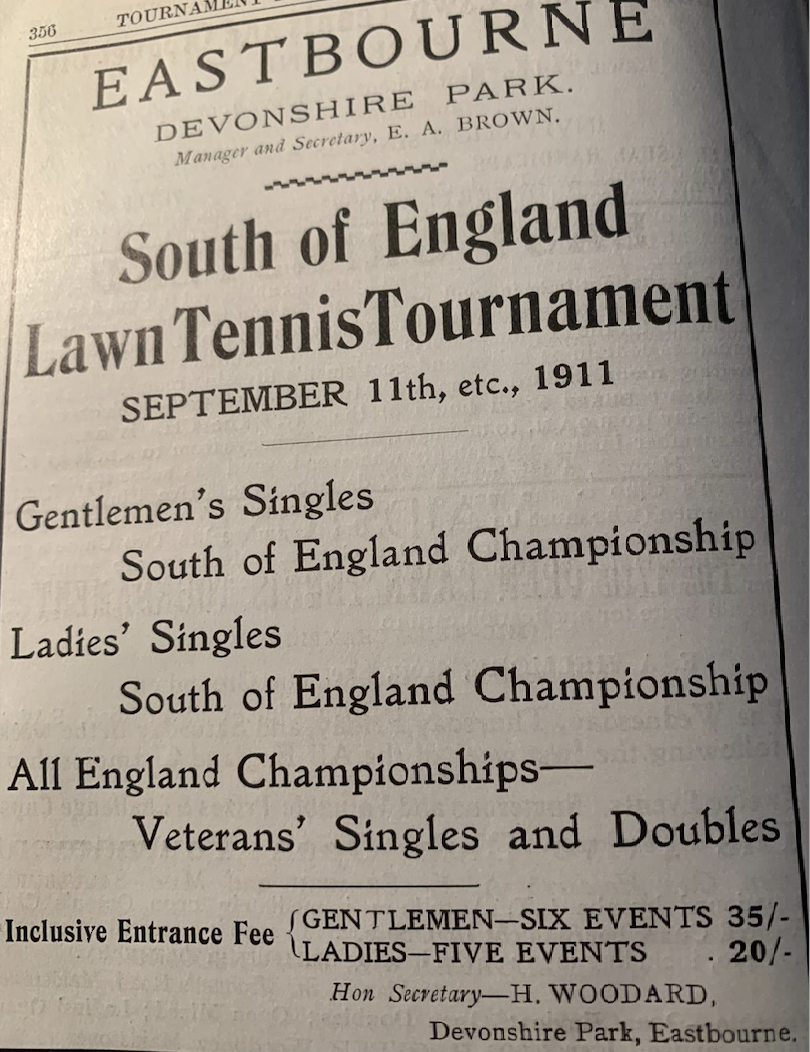 356 TOURNAMENT
EASTBOURNE
DEVONSHIRE PARK.
Manager and Secretary, E. A. BROWN.
South of England
Lawn Tennis Tournament
SEPTEMBER 11th, etc., 1911
Gentlemen's Singles
South of England Championship
Ladies' Singles
South of England Championship
All England Championships—
Veterans' Singles and Doubles
Inclusive Entrance Fee { GENTLEMEN—SIX EVENTS 35/-
LADIES—FIVE EVENTS . 20/-
Hon Secretary—H. WOODARD,
Devonshire Park, Eastbourne.